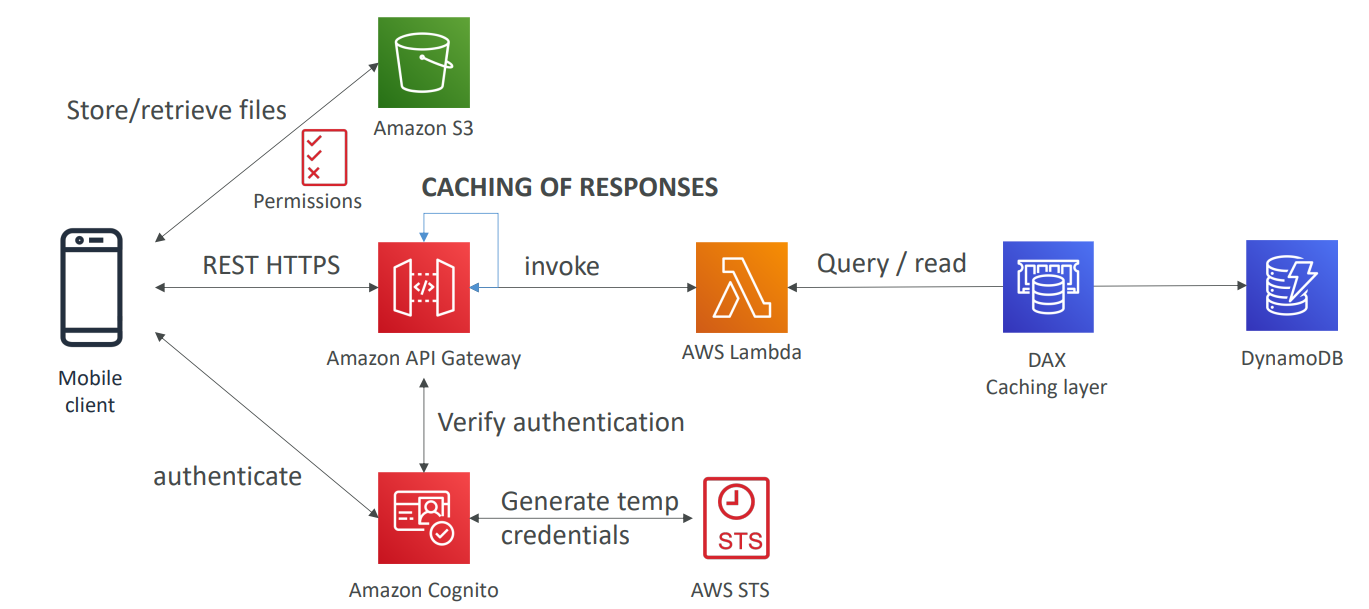 Store/retrieve files
Amazon S3
Permissions
CACHING OF RESPONSES
REST HTTPS
invoke
Query / read
Mobile
client
Amazon API Gateway
AWS Lambda
DAX
Caching layer
DynamoDB
Verify authentication
authenticate
Generate temp
credentials
STS
Amazon Cognito
AWS STS